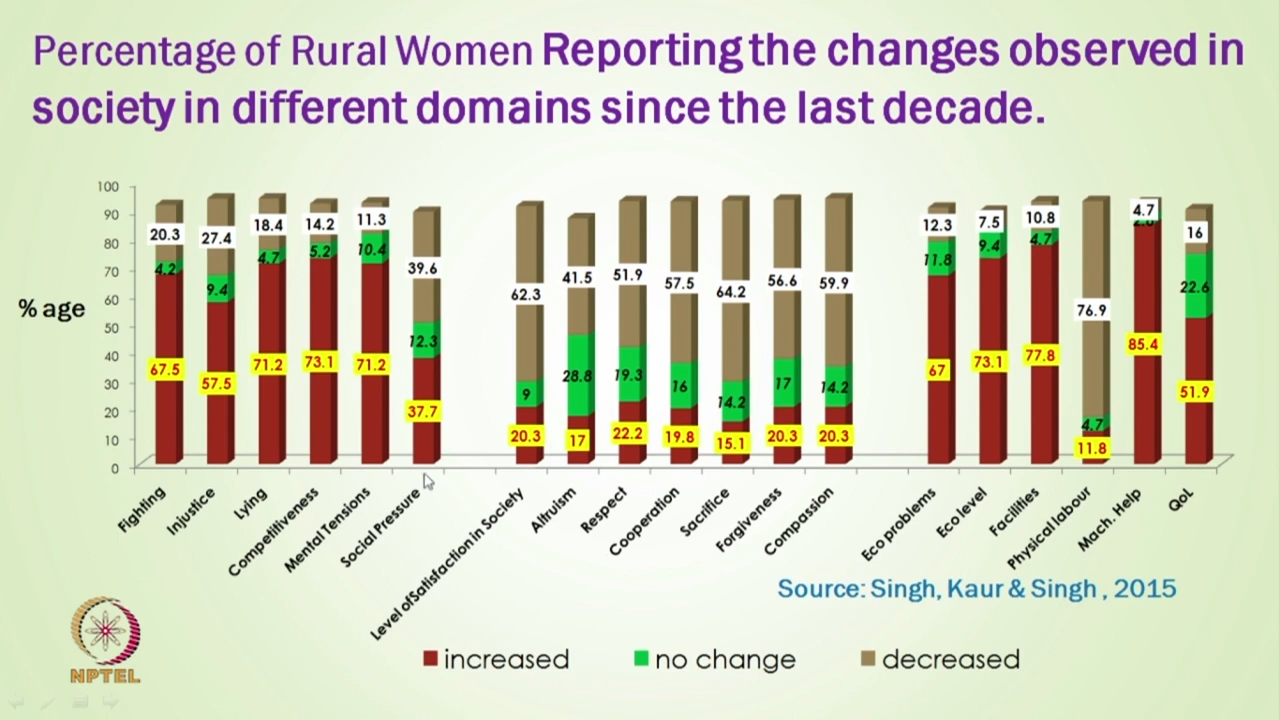 Percentage of Rural Women Reporting the changes observed in
society in different domains since the last decade.
% age
100
90
80
70
60
50
40
30
20
10
0
20.3
4.2
67.5
27.4
9.4
57.5
18.4
4.7
71.2
14.2
5.2
73.1
11.3
10.4
71.2
39.6
12.3
37.7
62.3
9
20.3
41.5
28.8
17
51.9
19.3
22.2
57.5
16
19.8
64.2
14.2
15.1
56.6
17
20.3
59.9
14.2
20.3
12.3
11.8
67
7.5
9.4
73.1
10.8
4.7
77.8
76.9
4.7
11.8
4.7
85.4
16
22.6
51.9
Fighting
Injustice
Lying
Competitiveness
Mental Tensions
Social Pressure
Level ofSatisfaction in Society
Altruism
Respect
Cooperation
Sacrifice
Forgiveness
Compassion
Eco problems
Eco level
Facilities
Physical labour
Mach. Help
QoL
Source: Singh, Kaur & Singh , 2015
increased no change decreased
NPTEL